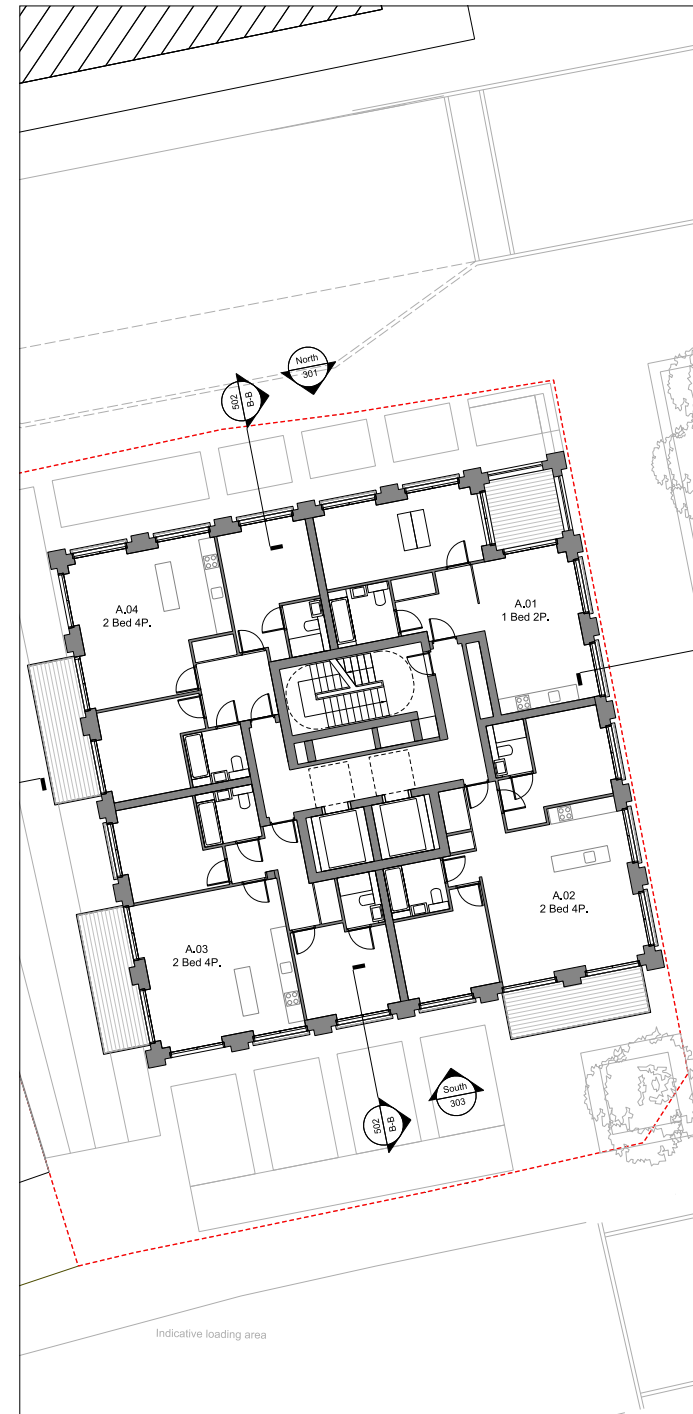 North
301
502
B-B
A.04
2 Bed 4P.
A.01
1 Bed 2P.
A.02
2 Bed 4P.
A.03
2 Bed 4P.
South
303
502
B-B
Indicative loading area